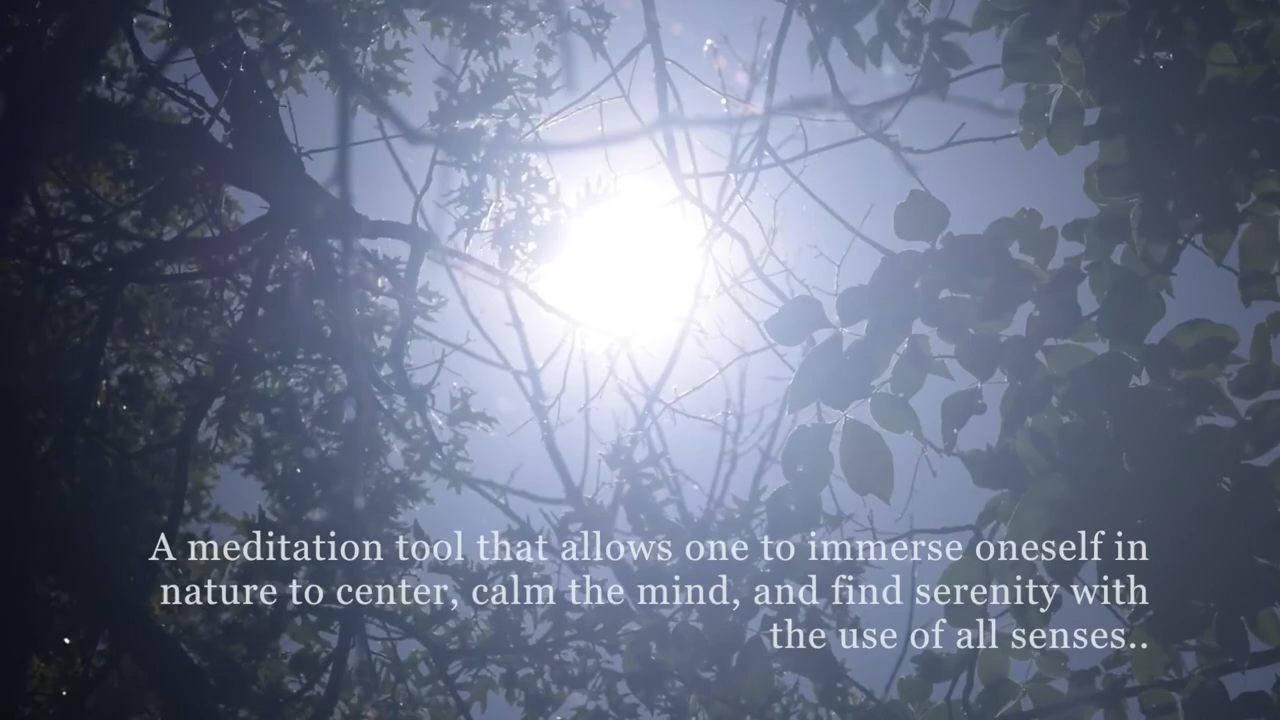 A meditation tool that allows one to immerse oneself in
nature to center, calm the mind, and find serenity with
the use of all senses..